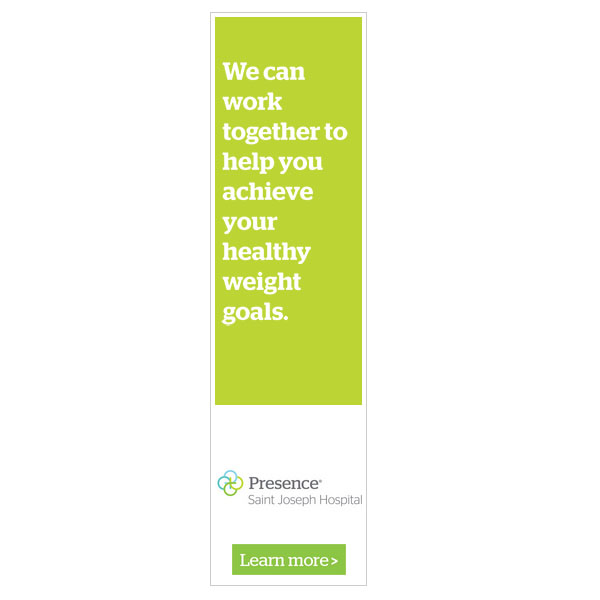 We can
work
together to
help you
achieve
your
healthy
weight
goals.
Presence®
Saint Joseph Hospital
Learn more >